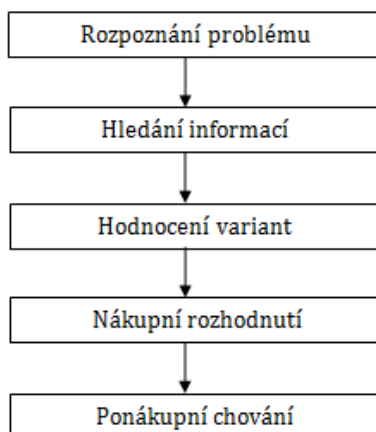 Rozpoznání problému
Hledání informací
Hodnocení variant
Nákupní rozhodnutí
Ponákupní chování